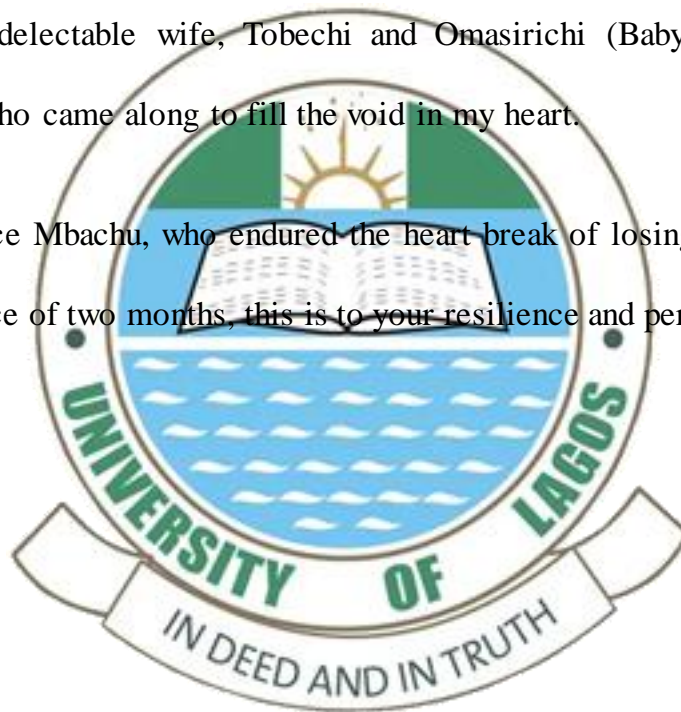 delectable wife, Tobechi and Omasirichi (Baby
ho came along to fill the void in my heart.
ce Mbachu, who endured the heart break of losing
ce of two months, this is to your resilience and per
UNIVERSITY OF LAGOS
IN DEED AND IN TRUTH